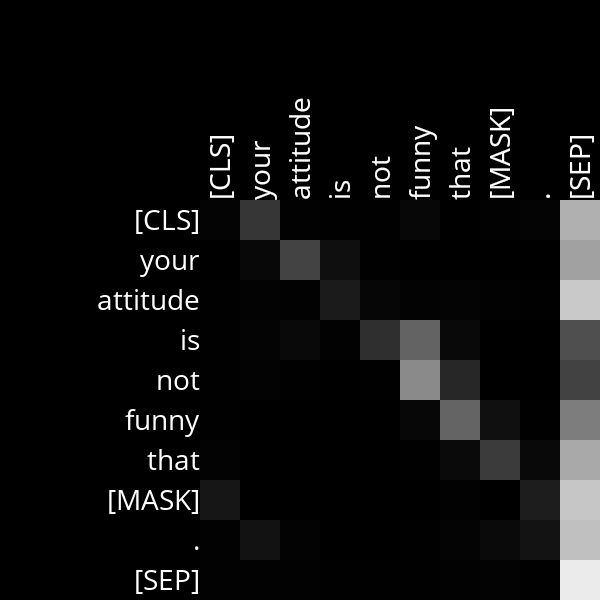 [CLS] your attitude is not funny that [MASK] . [SEP]
[CLS]
your
attitude
is
not
funny
that
[MASK]
.
[SEP]